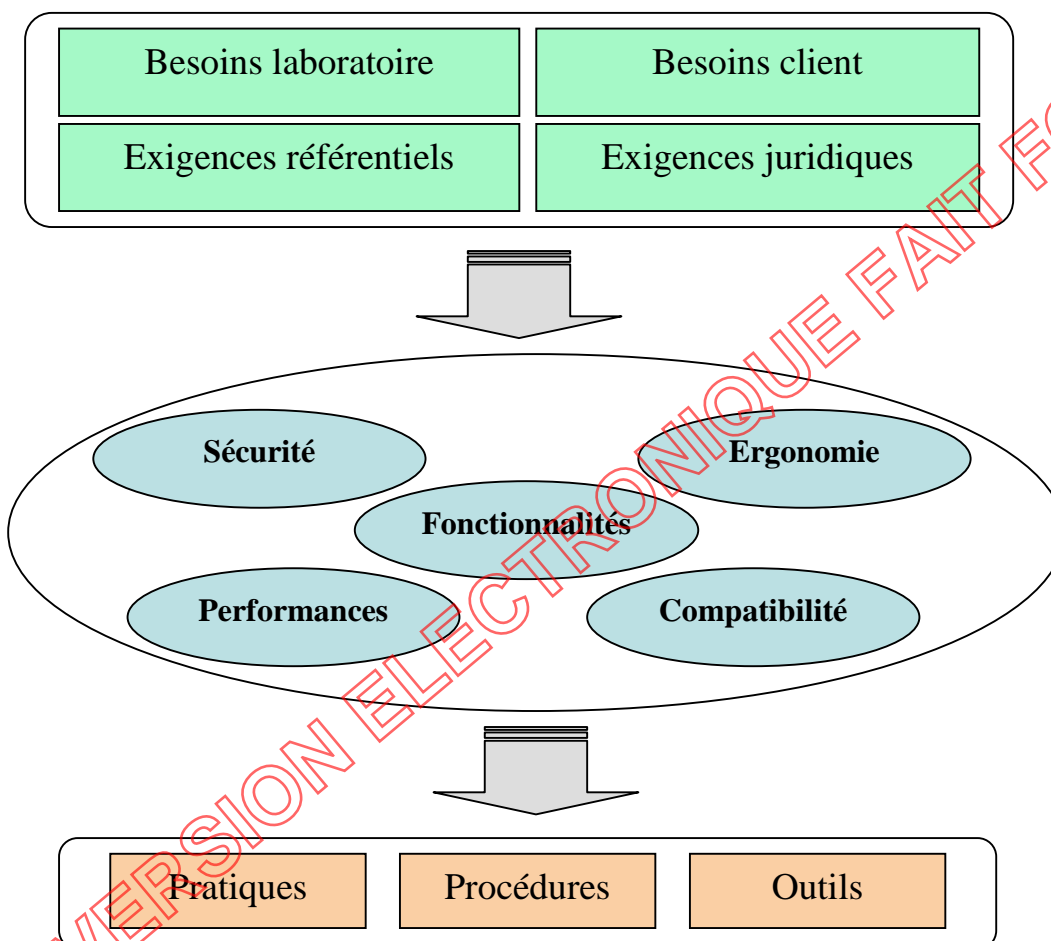 Besoins laboratoire
Besoins client
Exigences référentiels
Exigences juridiques
Sécurité
Ergonomie
Fonctionnalités
Performances
Compatibilité
Pratiques
Procédures
Outils
VERSION ELECTRONIQUE FAIT